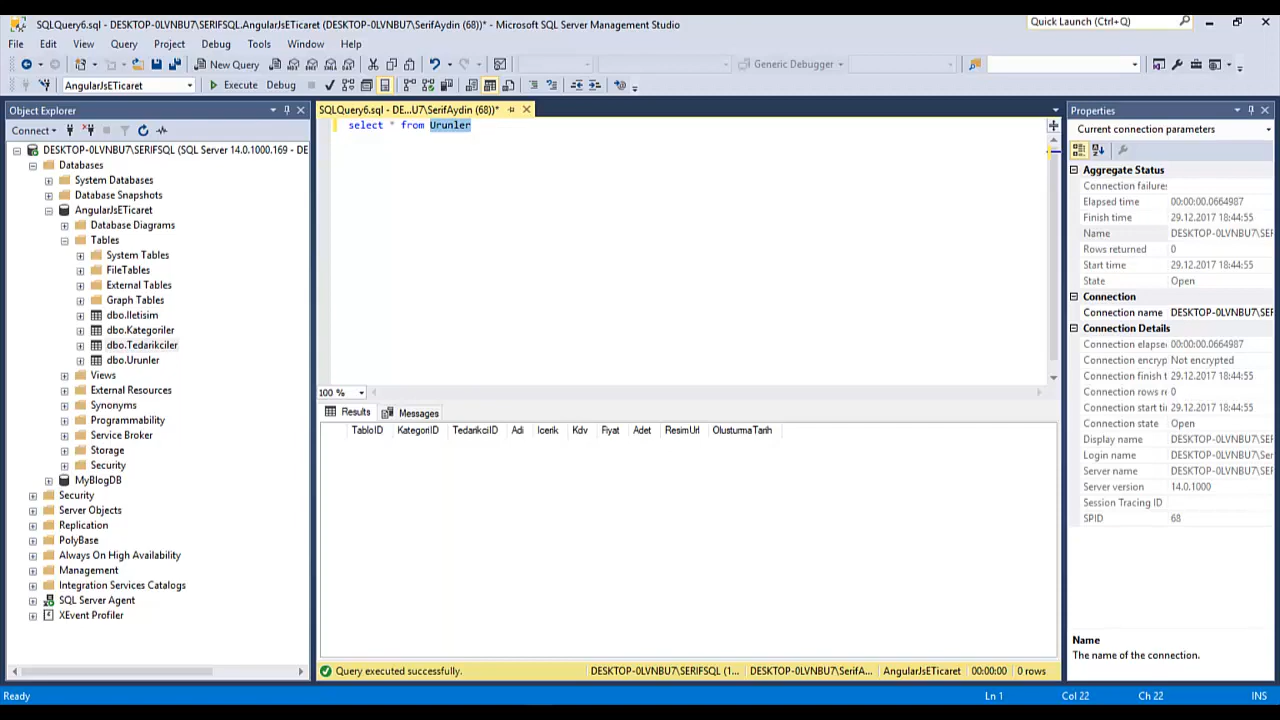 SQLQuery6.sql - DESKTOP-0LVNBU7\SERIFSQL.AngularJsETicaret (DESKTOP-0LVNBU7\SerifAydin (68))* - Microsoft SQL Server Management Studio
Quick Launch (Ctrl+Q)
File Edit View Query Project Debug Tools Window Help
New Query
Generic Debugger
AngularJsETicaret
Execute Debug
Object Explorer
Connect
DESKTOP-0LVNBU7\SERIFSQL (SQL Server 14.0.1000.169 - DE
Databases
System Databases
Database Snapshots
AngularJsETicaret
Database Diagrams
Tables
System Tables
FileTables
External Tables
Graph Tables
dbo.Iletisim
dbo.Kategoriler
dbo.Tedarikciler
dbo.Urunler
Views
External Resources
Synonyms
Programmability
Service Broker
Storage
Security
MyBlogDB
Security
Server Objects
Replication
PolyBase
Always On High Availability
Management
Integration Services Catalogs
SQL Server Agent
XEvent Profiler
SQLQuery6.sql - DE...U7\SerifAydin (68))*
select * from Urunler
100 %
Results Messages
TabloID KategoriID TedarikciID Adi Icerik Kdv Fiyat Adet ResimUrl OlusturmaTarih
Query executed successfully.
DESKTOP-0LVNBU7\SERIFSQL (1... DESKTOP-0LVNBU7\SerifA... AngularJsETicaret 00:00:00 0 rows
Properties
Current connection parameters
Aggregate Status
Connection failures
Elapsed time 00:00:00.0664987
Finish time 29.12.2017 18:44:55
Name DESKTOP-0LVNBU7\SERI
Rows returned 0
Start time 29.12.2017 18:44:55
State Open
Connection
Connection name DESKTOP-0LVNBU7\SERI
Connection Details
Connection elapse 00:00:00.0664987
Connection encryp Not encrypted
Connection finish t 29.12.2017 18:44:55
Connection rows re 0
Connection start tir 29.12.2017 18:44:55
Connection state Open
Display name DESKTOP-0LVNBU7\SERI
Login name DESKTOP-0LVNBU7\Seri
Server name DESKTOP-0LVNBU7\SERI
Server version 14.0.1000
Session Tracing ID
SPID 68
Name
The name of the connection.
Ready
Ln 1 Col 22 Ch 22 INS